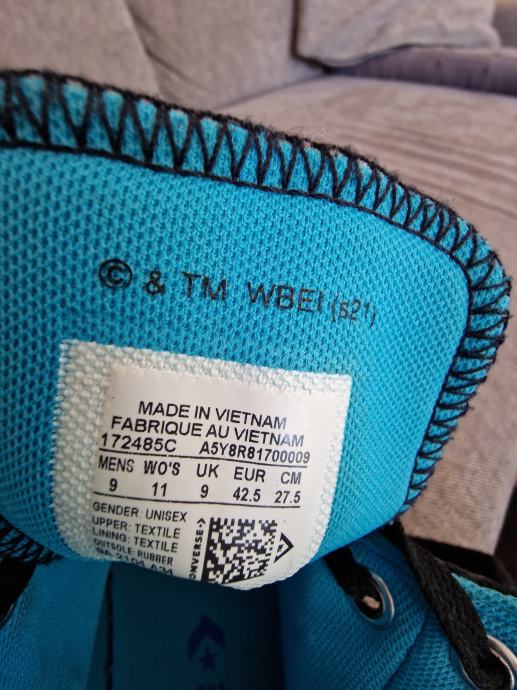 © & TM WBEI (s21)
MADE IN VIETNAM
FABRIQUE AU VIETNAM
172485C A5Y8R81700009
MENS WO'S UK EUR CM
9 11 9 42.5 27.5
GENDER: UNISEX
UPPER: TEXTILE
LINING: TEXTILE
OUTSOLE: RUBBER
CONVERSE